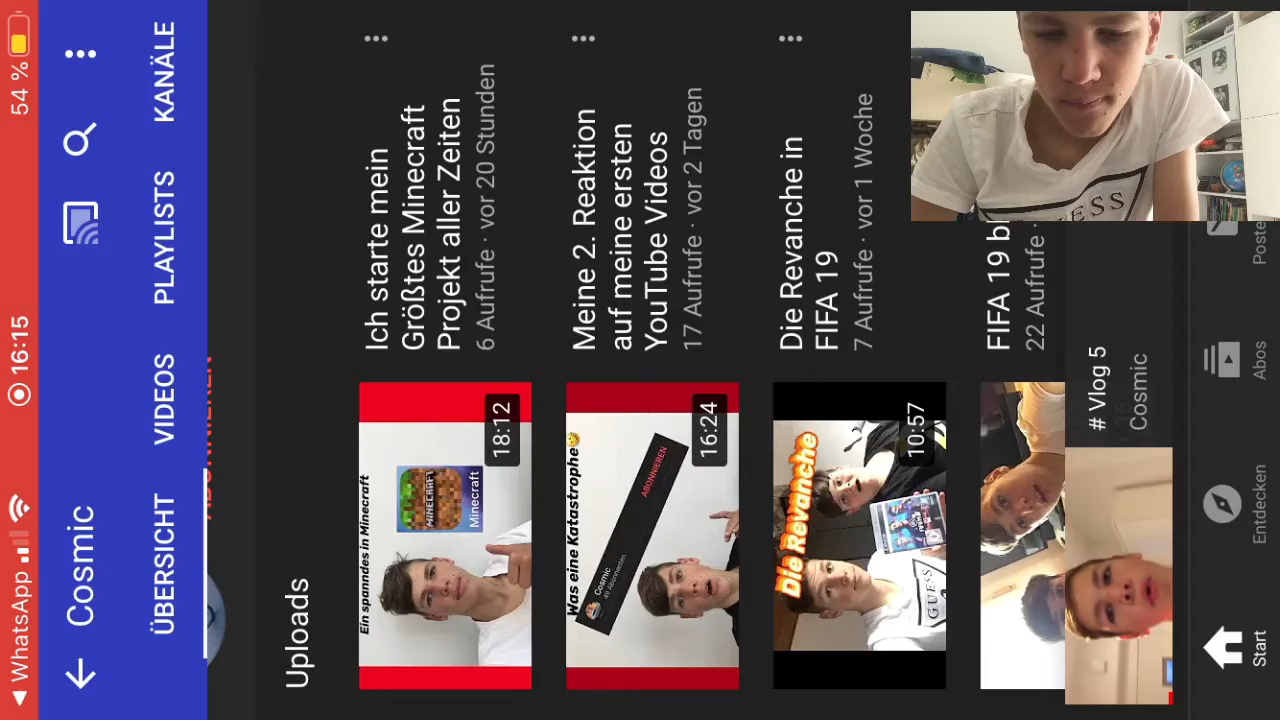 WhatsApp
16:15
54 %
Cosmic
ÜBERSICHT
VIDEOS
PLAYLISTS
KANÄLE
ABONNIEREN
Uploads
Ein spanndes in Minecraft
MINECRAFT
Minecraft
18:12
Ich starte mein
Größtes Minecraft
Projekt aller Zeiten
6 Aufrufe · vor 20 Stunden
Was eine Katastrophe
Cosmic
49 Abonnenten
ABONNIEREN
16:24
Meine 2. Reaktion
auf meine ersten
YouTube Videos
17 Aufrufe · vor 2 Tagen
Die Revanche
GUESS
10:57
Die Revanche in
FIFA 19
7 Aufrufe · vor 1 Woche
FIFA 19
22 Aufrufe ·
# Vlog 5
Cosmic
GUESS
Start
Entdecken
Abos